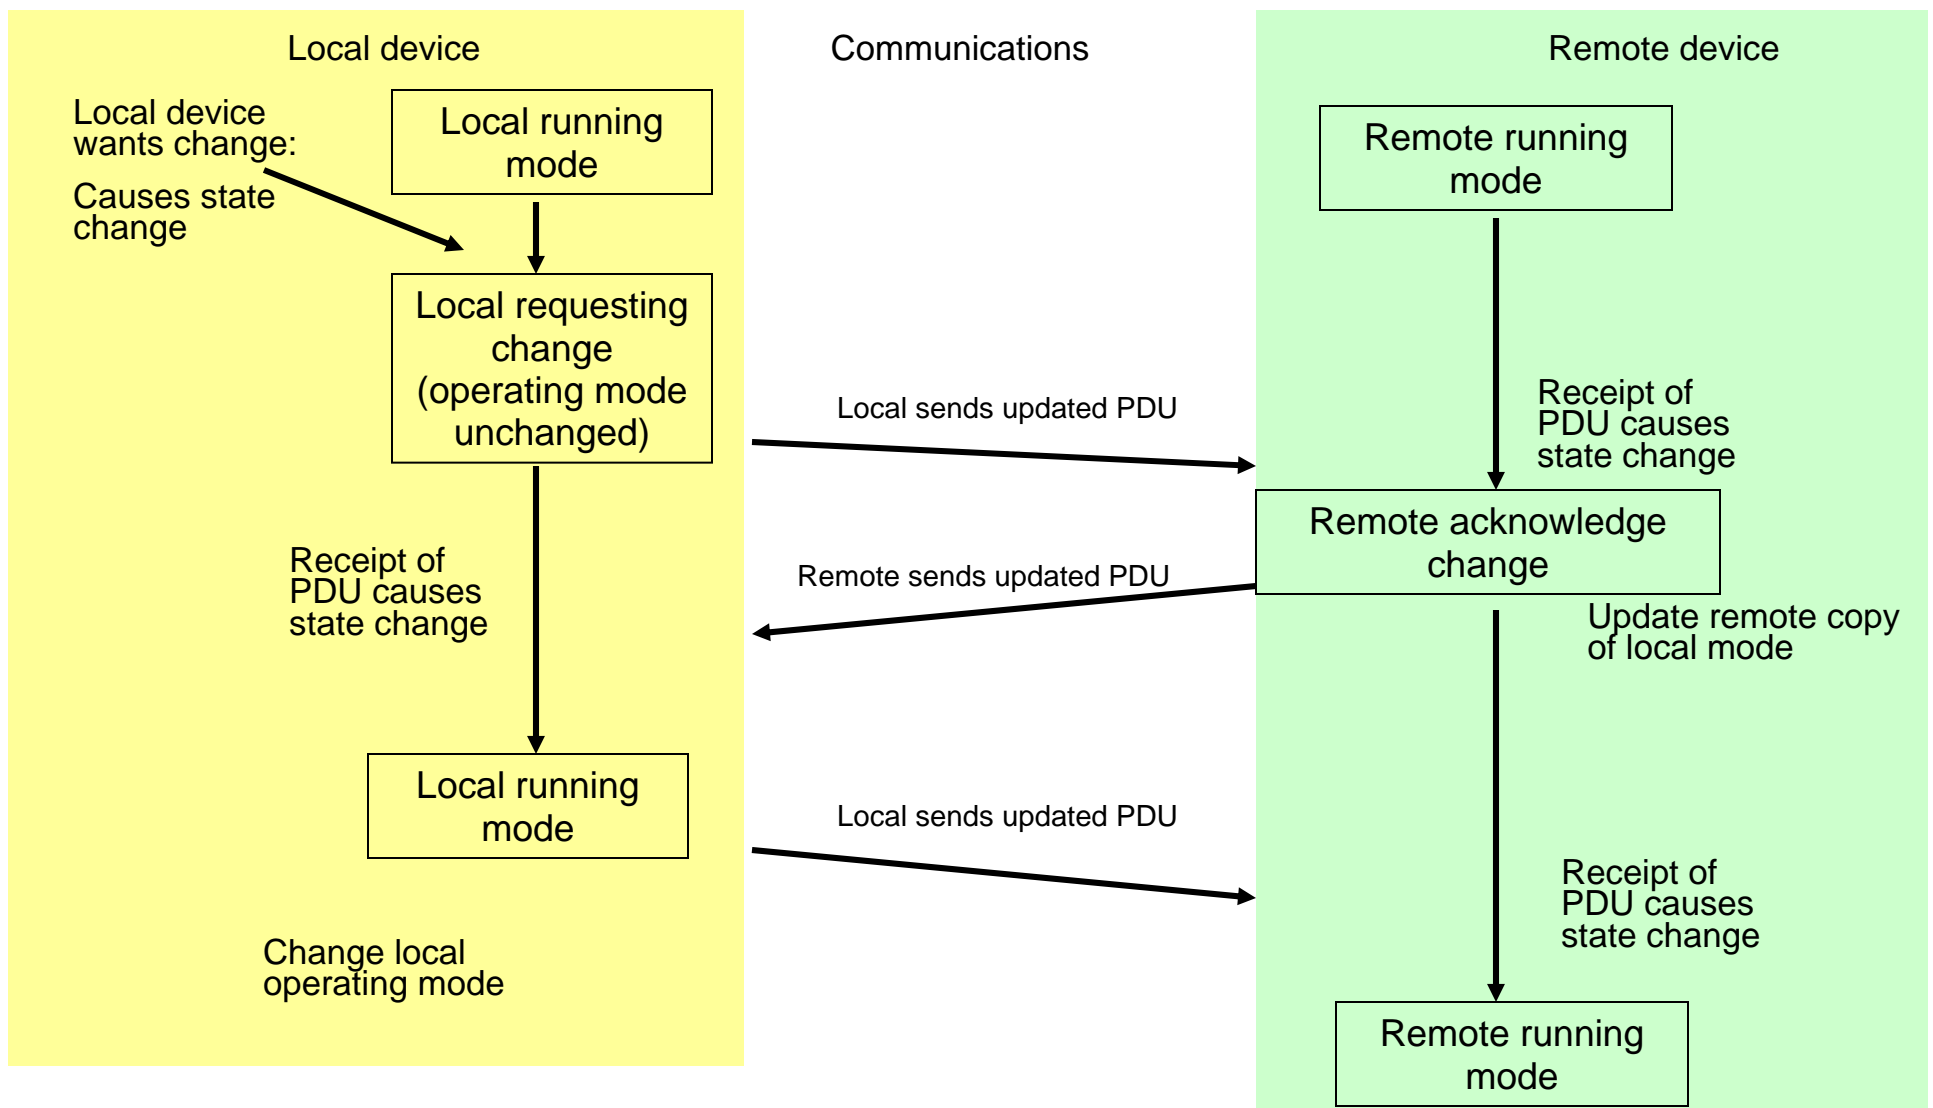 Local device
Communications
Remote device
Local device
wants change:
Causes state
change
Local running
mode
Remote running
mode
Local requesting
change
(operating mode
unchanged)
Local sends updated PDU
Receipt of
PDU causes
state change
Remote acknowledge
change
Receipt of
PDU causes
state change
Remote sends updated PDU
Update remote copy
of local mode
Local running
mode
Local sends updated PDU
Receipt of
PDU causes
state change
Change local
operating mode
Remote running
mode